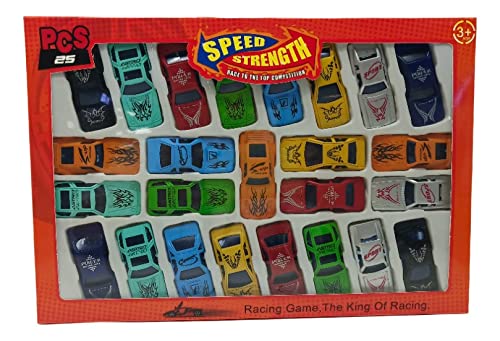 PCS
25
SPEED
STRENGTH
RACE TO THE TOP COMPETITION
3+
Racing Game,The King Of Racing.